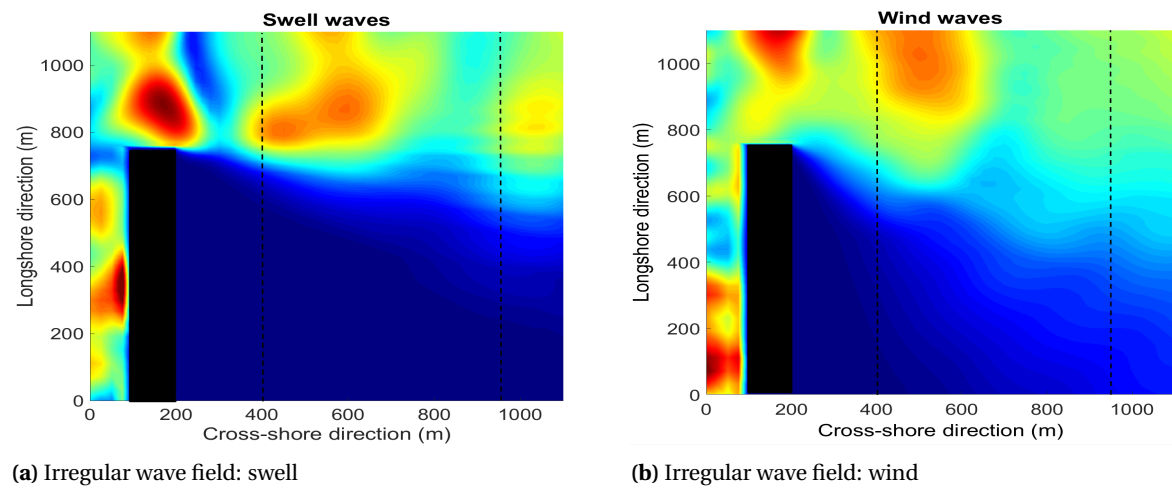 Swell waves
1000
800
600
400
200
0
Longshore direction (m)
0 200 400 600 800 1000
Cross-shore direction (m)
(a) Irregular wave field: swell
Wind waves
1000
800
600
400
200
0
Longshore direction (m)
0 200 400 600 800 1000
Cross-shore direction (m)
(b) Irregular wave field: wind